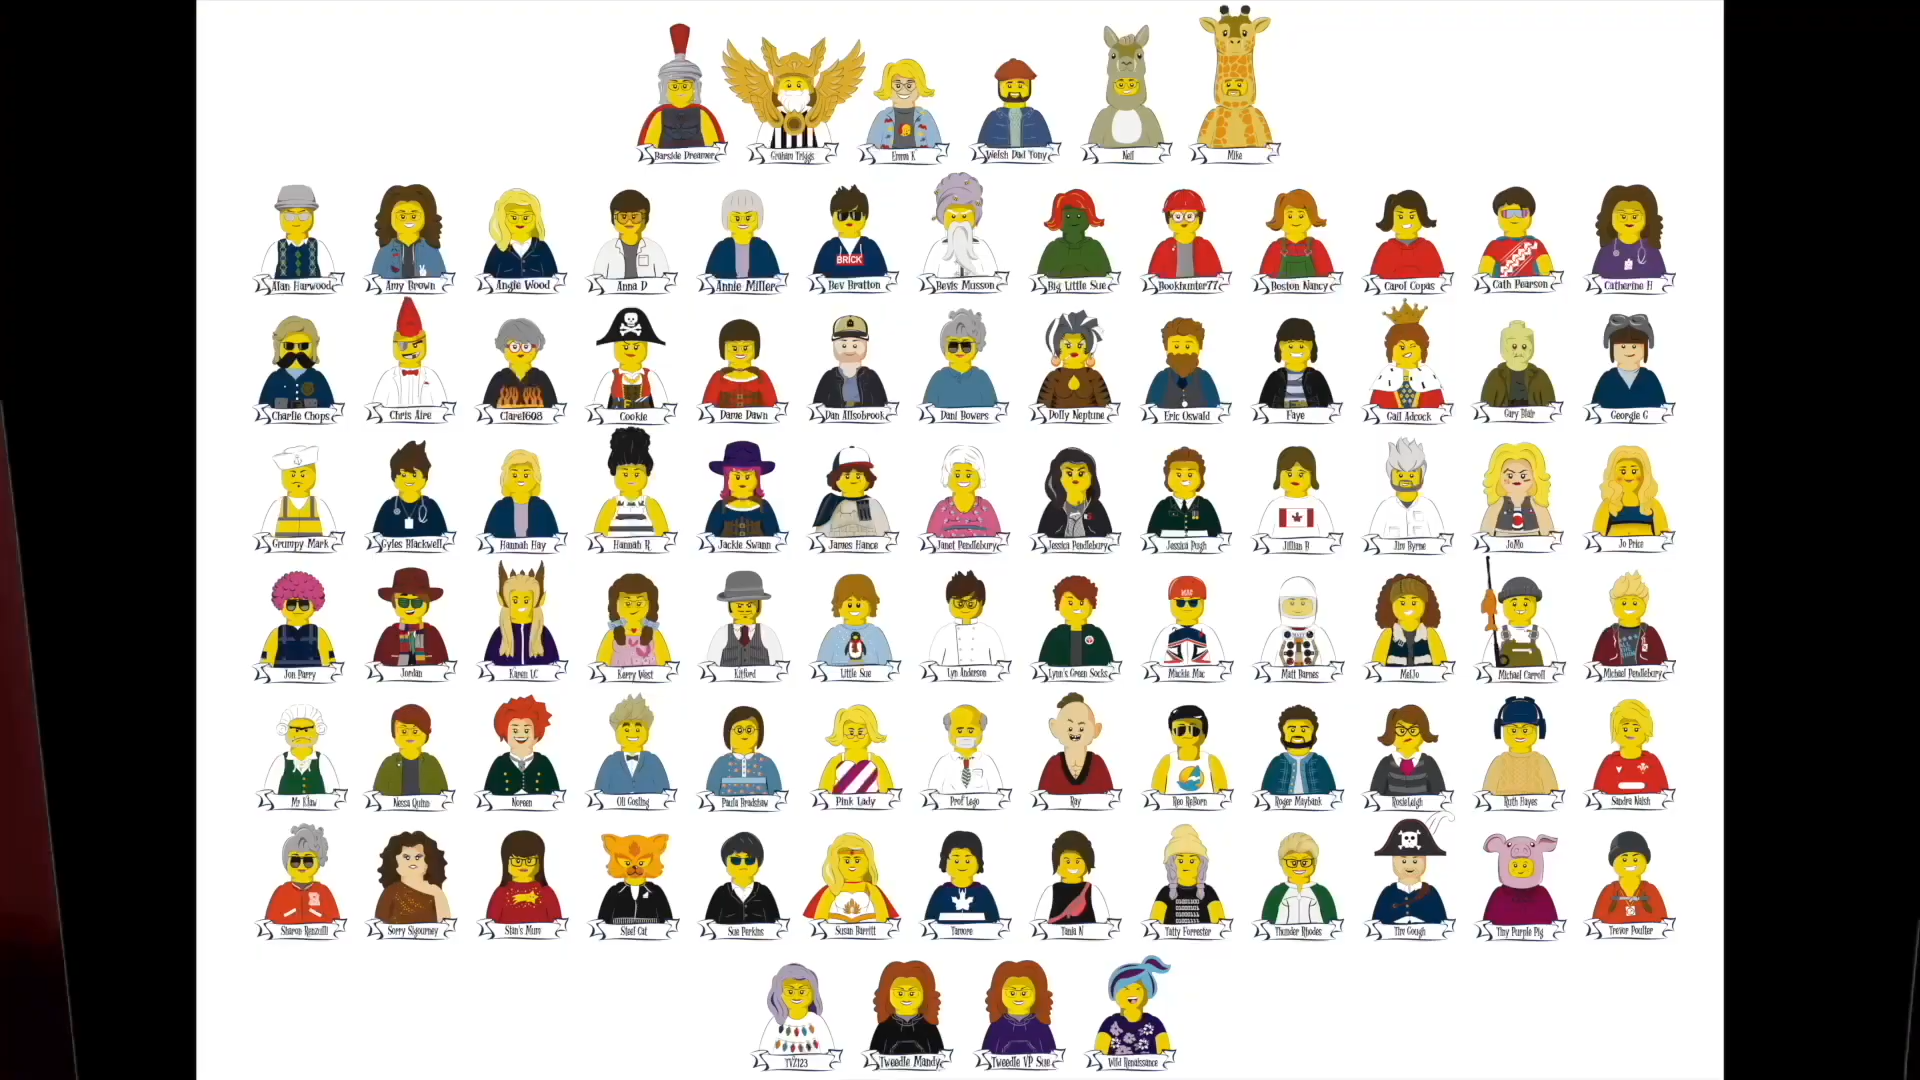 Barside Dreamer
Graham Triggs
Emma K
Welsh Dad Tony
Neil
Mike
Alan Harwood
Amy Brown
Angie Wood
Anna D
Annie Miller
Bev Bratton
BRICK
Bevis Musson
Big Little Sue
Bookhunter77
Boston Nancy
Carol Copas
Cath Pearson
Catherine H
Charlie Chops
Chris Aire
Clare1608
Cookie
Dame Dawn
Dan Allsobrook
Dani Bowers
Dolly Neptune
Eric Oswald
Faye
Gail Adcock
Gary Blair
Georgie G
Grumpy Mark
Gyles Blackwell
Hannah Hay
Hannah R
Jackie Swann
James Hance
Janet Pendlebury
Jessica Pendlebury
Jessica Pugh
Jillian B
Jim Byrne
JoMo
Jo Price
Jon Parry
Jordan
Karen LC
Kerry West
Kitford
Little Sue
Lyn Anderson
Lynn's Green Socks
MAC
Mackie Mac
Matt Barnes
MelJo
Michael Carroll
Michael Pendlebury
Mr Klaw
Nessa Quinn
Noreen
Oli Gosling
Paula Bradshaw
Pink Lady
Prof Lego
Ray
Reo ReBorn
Roger Maybank
RosieLeigh
Ruth Hayes
Sandra Walsh
Sharon Renzulli
Sorry Sigourney
Stan's Mum
Steel Cat
Sue Perkins
Susan Barritt
Tamore
Tania N
Tatty Forrester
Thunder Rhodes
Tim Gough
Tiny Purple Pig
Trevor Poulter
TVZ123
Tweedle Mandy
Tweedle VP Sue
Wild Renaissance